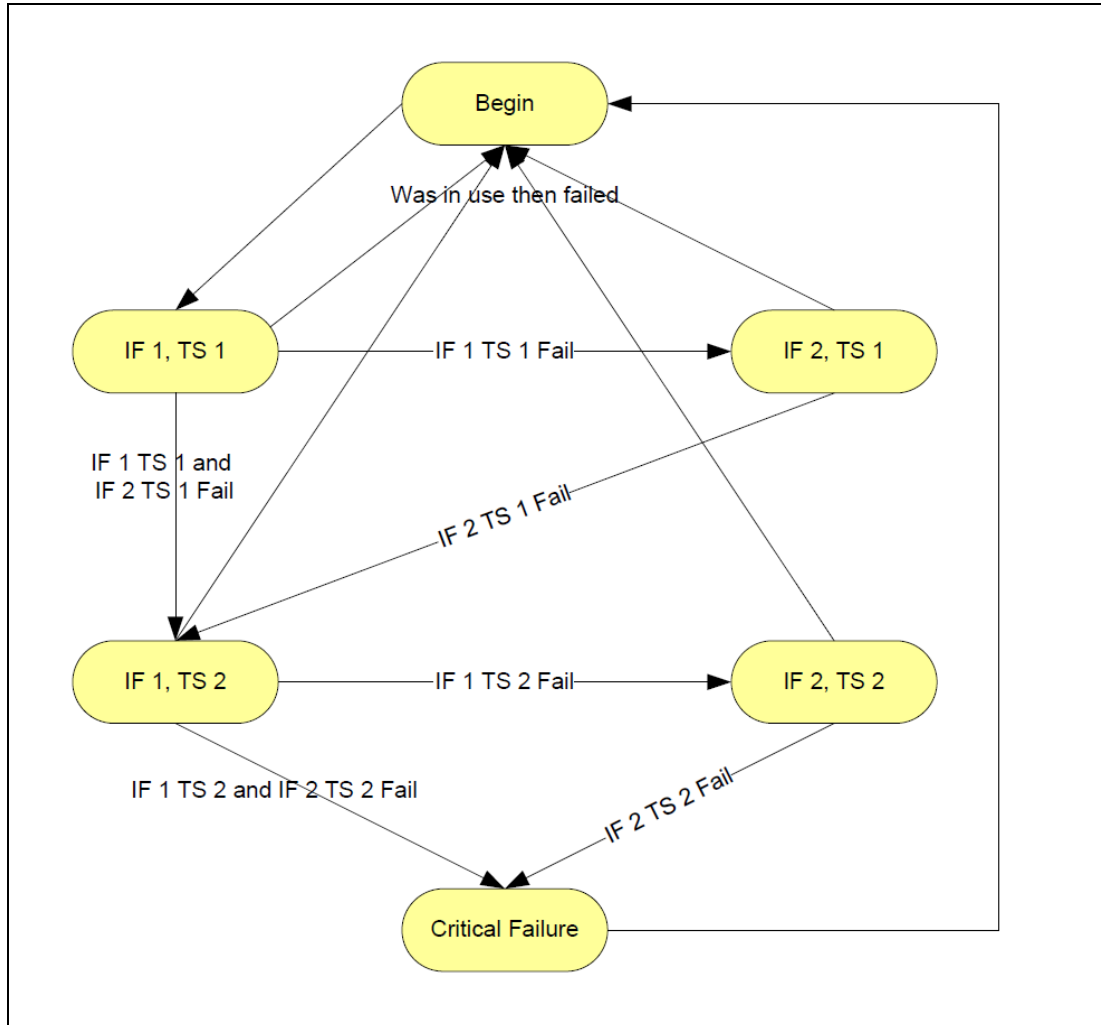 Begin
Was in use then failed
IF 1, TS 1
IF 1 TS 1 Fail
IF 2, TS 1
IF 1 TS 1 and
IF 2 TS 1 Fail
IF 2 TS 1 Fail
IF 1, TS 2
IF 1 TS 2 Fail
IF 2, TS 2
IF 1 TS 2 and IF 2 TS 2 Fail
IF 2 TS 2 Fail
Critical Failure